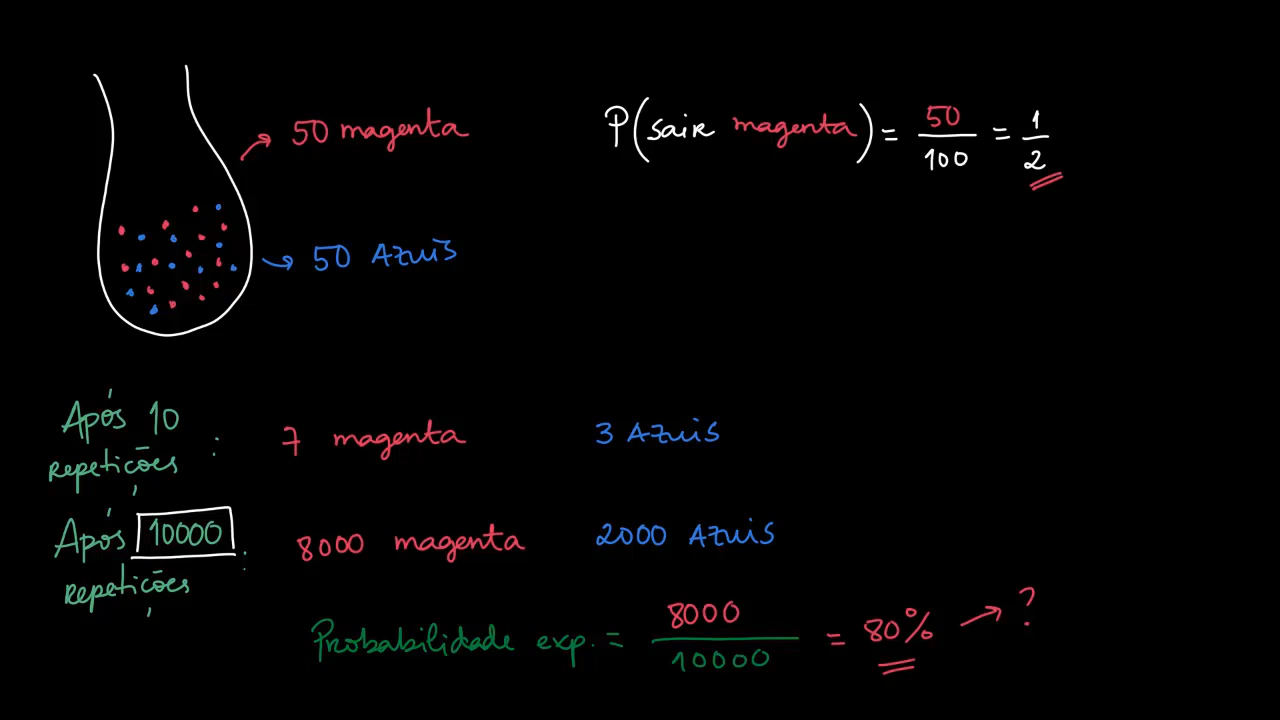 50 magenta
P(sair magenta) = 50/100 = 1/2
50 Azuis
Após 10
repetições :
7 magenta
3 Azuis
Após 10000
repetições :
8000 magenta
2000 Azuis
Probabilidade exp. = 8000/10000 = 80% → ?